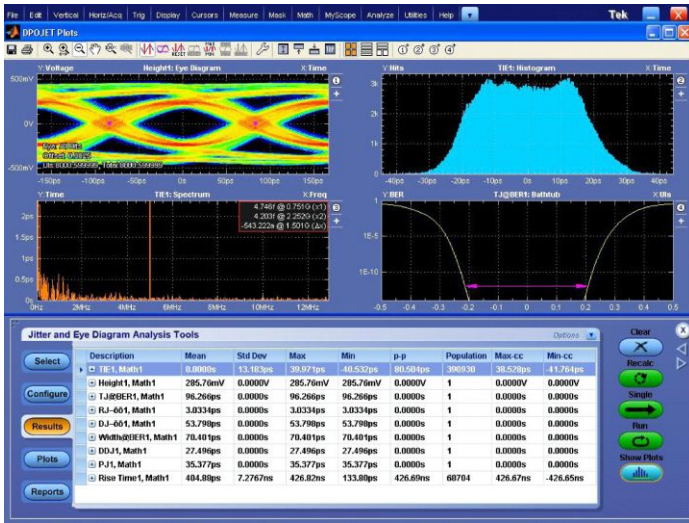 File Edit Vertical Horiz/Acq Trig Display Cursors Measure Mask Math MyScope Analyze Utilities Help Tek
DPOJET Plots
Y:Voltage Height1: Eye Diagram X:Time
500mV
0V
-500mV
-150ps -100ps -50ps 0s 50ps 100ps 150ps
Y:Hits TIE1: Histogram X:Time
3k
2k
1k
0
-40ps -30ps -20ps -10ps 0s 10ps 20ps 30ps 40ps
Y:Time TIE1: Spectrum X:Freq
4.746f @ 0.751G (x1)
4.203f @ 2.252G (x2)
-543.222a @ 1.501G (Δx)
2ps
1.5ps
1ps
0.5ps
0s
0Hz 2MHz 4MHz 6MHz 8MHz 10MHz 12MHz
Y:BER TJ@BER1: Bathtub X:UIs
1
1E-5
1E-10
-0.5 -0.4 -0.3 -0.2 -0.1 0 0.1 0.2 0.3 0.4 0.5
Jitter and Eye Diagram Analysis Tools Options Clear
Select
Configure
Results
Plots
Reports
Description Mean Std Dev Max Min p-p Population Max-cc Min-cc
TIE1, Math1 0.0000s 13.183ps 39.971ps -40.532ps 80.504ps 390930 38.528ps -41.764ps
Height1, Math1 285.76mV 0.0000V 285.76mV 285.76mV 0.0000V 1 0.0000V 0.0000V
TJ@BER1, Math1 96.266ps 0.0000s 96.266ps 96.266ps 0.0000s 1 0.0000s 0.0000s
RJ-δδ1, Math1 3.0334ps 0.0000s 3.0334ps 3.0334ps 0.0000s 1 0.0000s 0.0000s
DJ-δδ1, Math1 53.798ps 0.0000s 53.798ps 53.798ps 0.0000s 1 0.0000s 0.0000s
Width@BER1, Math1 70.401ps 0.0000s 70.401ps 70.401ps 0.0000s 1 0.0000s 0.0000s
DDJ1, Math1 27.496ps 0.0000s 27.496ps 27.496ps 0.0000s 1 0.0000s 0.0000s
PJ1, Math1 35.377ps 0.0000s 35.377ps 35.377ps 0.0000s 1 0.0000s 0.0000s
Rise Time1, Math1 404.88ps 7.2767ns 426.82ns 133.80ps 426.69ns 68704 426.67ns -426.65ns
Recalc
Single
Run
Show Plots